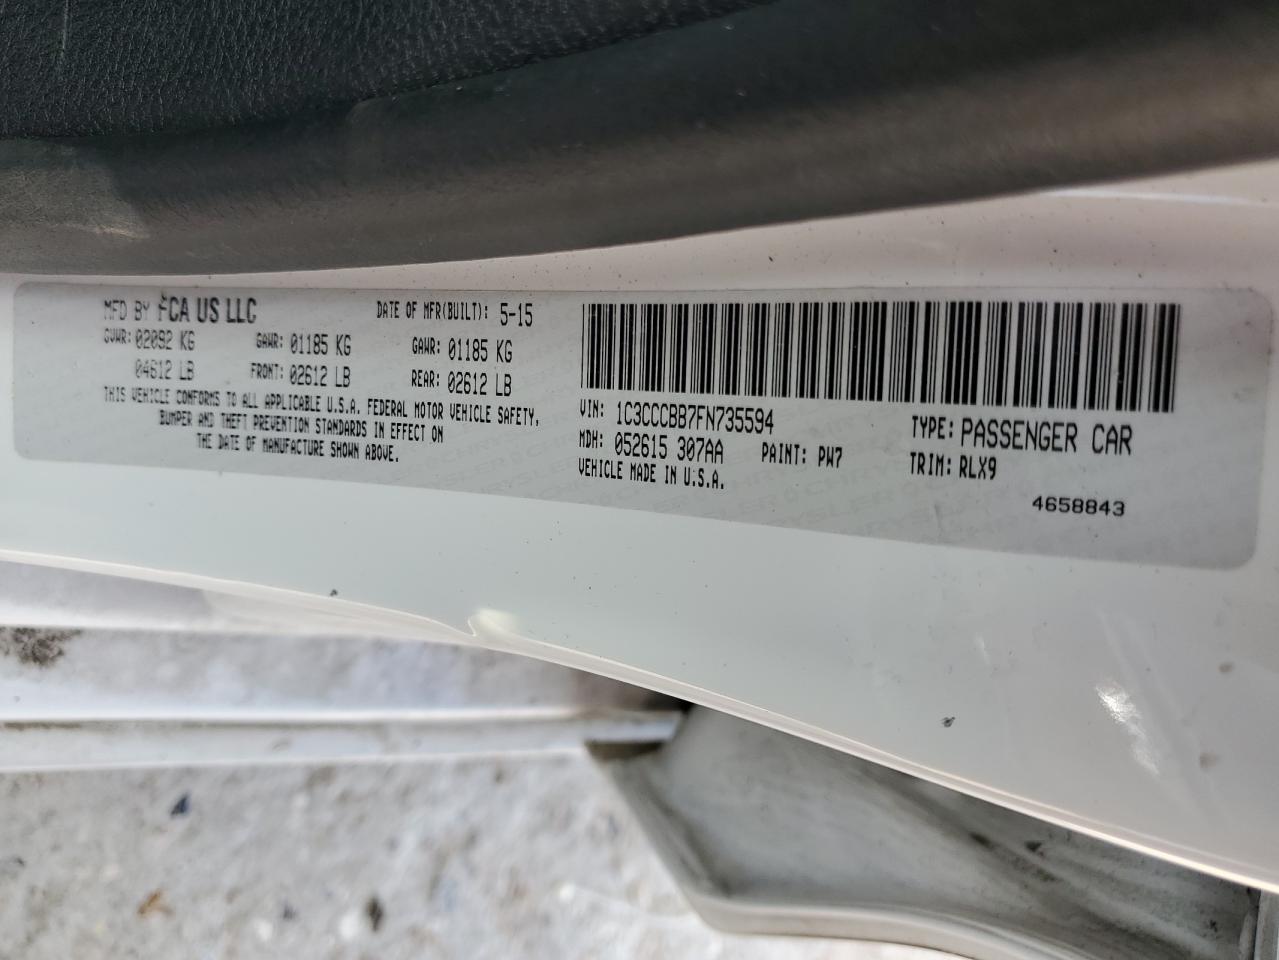 MFD BY FCA US LLC DATE OF MFR(BUILT): 5-15
GVWR: 02092 KG GAWR: 01185 KG GAWR: 01185 KG
04612 LB FRONT: 02612 LB REAR: 02612 LB
THIS VEHICLE CONFORMS TO ALL APPLICABLE U.S.A. FEDERAL MOTOR VEHICLE SAFETY,
BUMPER AND THEFT PREVENTION STANDARDS IN EFFECT ON
THE DATE OF MANUFACTURE SHOWN ABOVE.
VIN: 1C3CCCBB7FN735594 TYPE: PASSENGER CAR
MDH: 052615 307AA PAINT: PW7 TRIM: RLX9
VEHICLE MADE IN U.S.A.
4658843